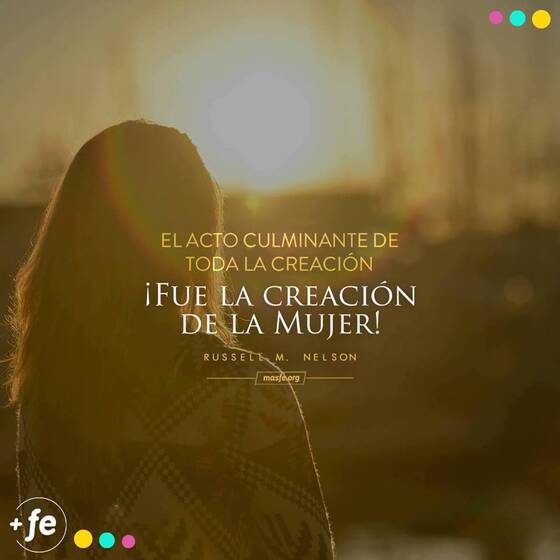 EL ACTO CULMINANTE DE
TODA LA CREACIÓN
¡FUE LA CREACIÓN
DE LA MUJER!
RUSSELL M. NELSON
masfe.org
+fe